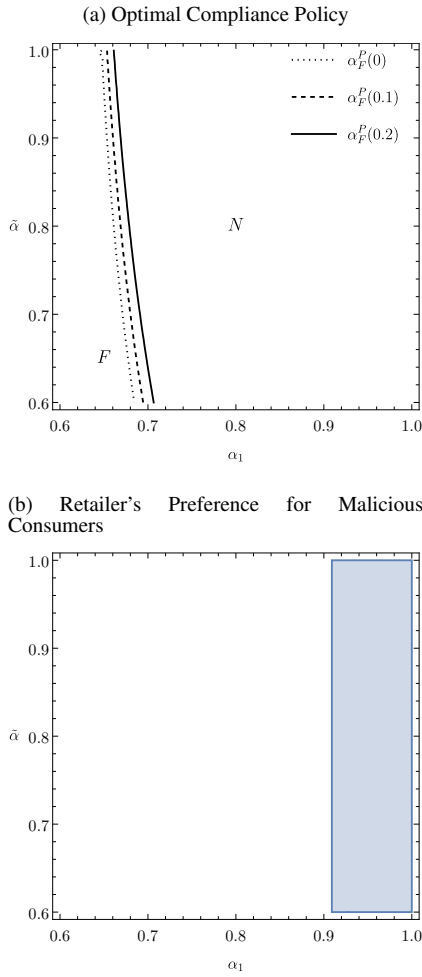 (a) Optimal Compliance Policy
1.0
0.9
0.8
0.7
0.6
0.6 0.7 0.8 0.9 1.0
α̃
α₁
F
N
α_F^P(0)
α_F^P(0.1)
α_F^P(0.2)
(b) Retailer's Preference for Malicious
Consumers
1.0
0.9
0.8
0.7
0.6
0.6 0.7 0.8 0.9 1.0
α̃
α₁